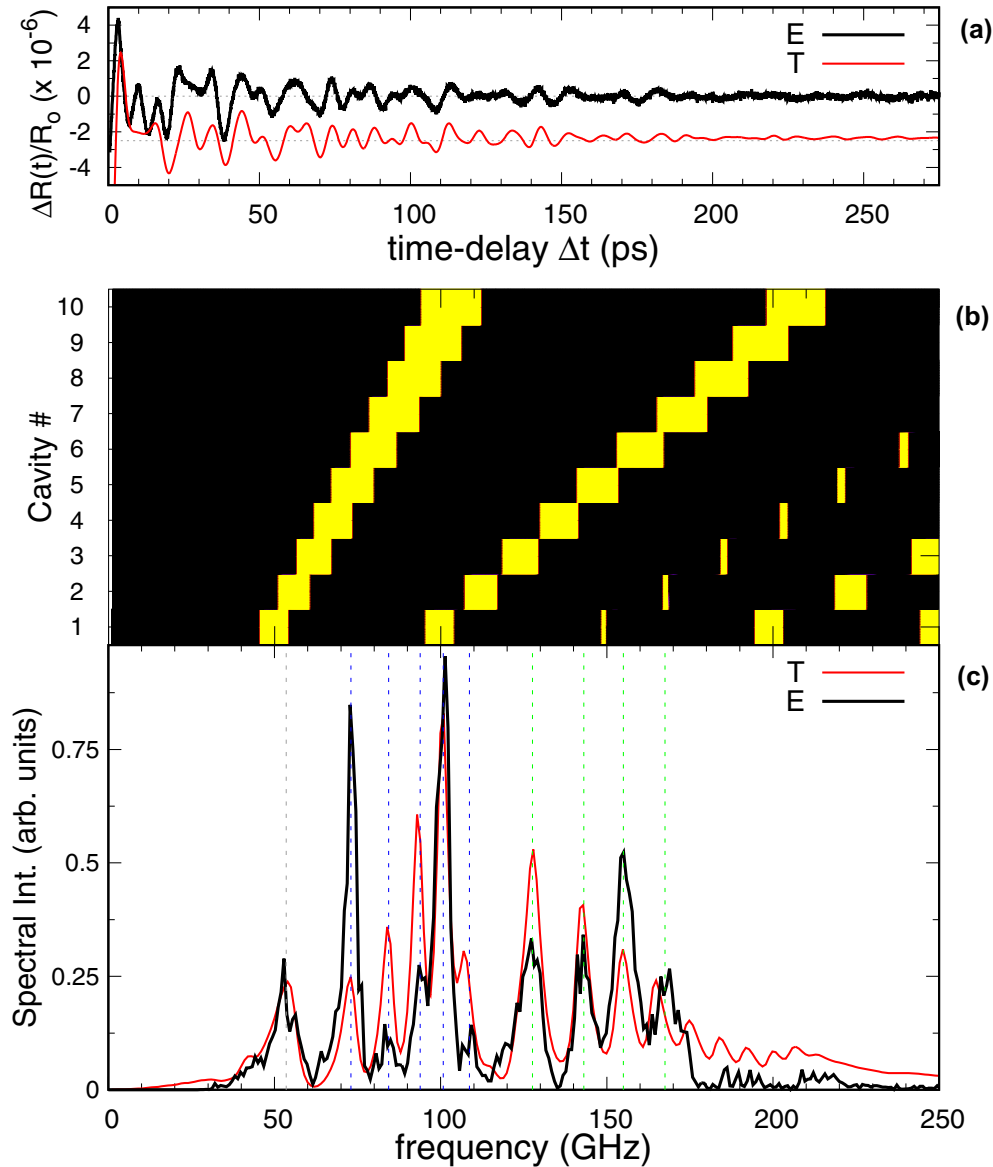 (a)
ΔR(t)/R₀ (x 10⁻⁶)
4
2
0
-2
-4
E
T
0 50 100 150 200 250
time-delay Δt (ps)
(b)
Cavity #
10
9
8
7
6
5
4
3
2
1
(c)
Spectral Int. (arb. units)
0.75
0.5
0.25
0
T
E
0 50 100 150 200 250
frequency (GHz)